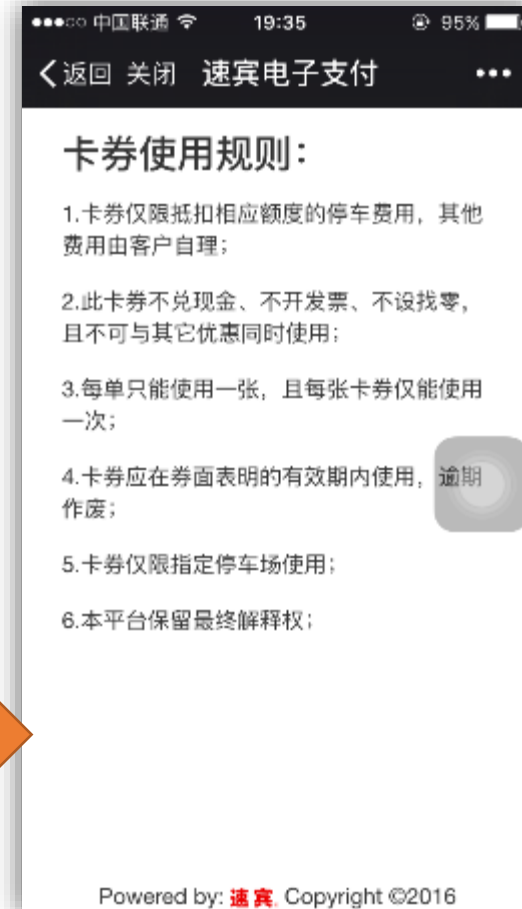 中国联通 19:35 95%
返回 关闭 速宾电子支付
卡券使用规则：
1.卡券仅限抵扣相应额度的停车费用，其他
费用由客户自理；
2.此卡券不兑现金、不开发票、不设找零，
且不可与其它优惠同时使用；
3.每单只能使用一张，且每张卡券仅能使用
一次；
4.卡券应在券面表明的有效期内使用，逾期
作废；
5.卡券仅限指定停车场使用；
6.本平台保留最终解释权；
Powered by: 速宾. Copyright ©2016